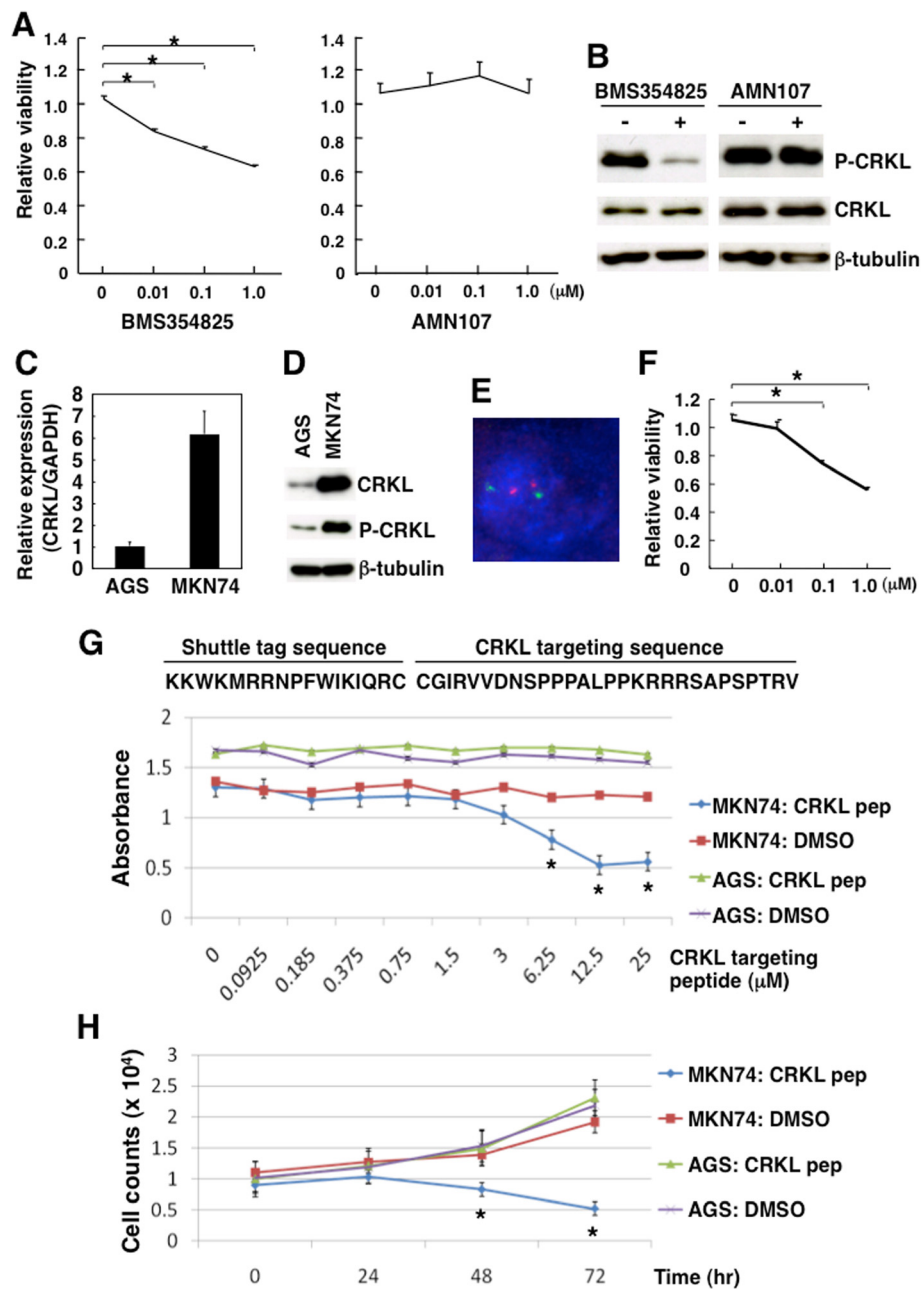 A
1.4
1.2
1.0
0.8
0.6
0.4
0.2
0
Relative viability
* * *
0 0.01 0.1 1.0
BMS354825
1.4
1.2
1.0
0.8
0.6
0.4
0.2
0
0 0.01 0.1 1.0 (μM)
AMN107
B
BMS354825 AMN107
- + - +
P-CRKL
CRKL
β-tubulin
C
Relative expression
(CRKL/GAPDH)
8
7
6
5
4
3
2
1
0
AGS MKN74
D
AGS MKN74
CRKL
P-CRKL
β-tubulin
E
F
* *
Relative viability
1.2
1.0
0.8
0.6
0.4
0.2
0
0 0.01 0.1 1.0 (μM)
G
Shuttle tag sequence CRKL targeting sequence
KKWKMRRNPFWIKIQRC CGIRVVDNSPPPALPPKRRRSAPSPTRV
Absorbance
2
1.5
1
0.5
0
* * *
0 0.0925 0.185 0.375 0.75 1.5 3 6.25 12.5 25
CRKL targeting
peptide (μM)
MKN74: CRKL pep
MKN74: DMSO
AGS: CRKL pep
AGS: DMSO
H
Cell counts (x 10⁴)
3
2.5
2
1.5
1
0.5
0
* *
0 24 48 72 Time (hr)
MKN74: CRKL pep
MKN74: DMSO
AGS: CRKL pep
AGS: DMSO